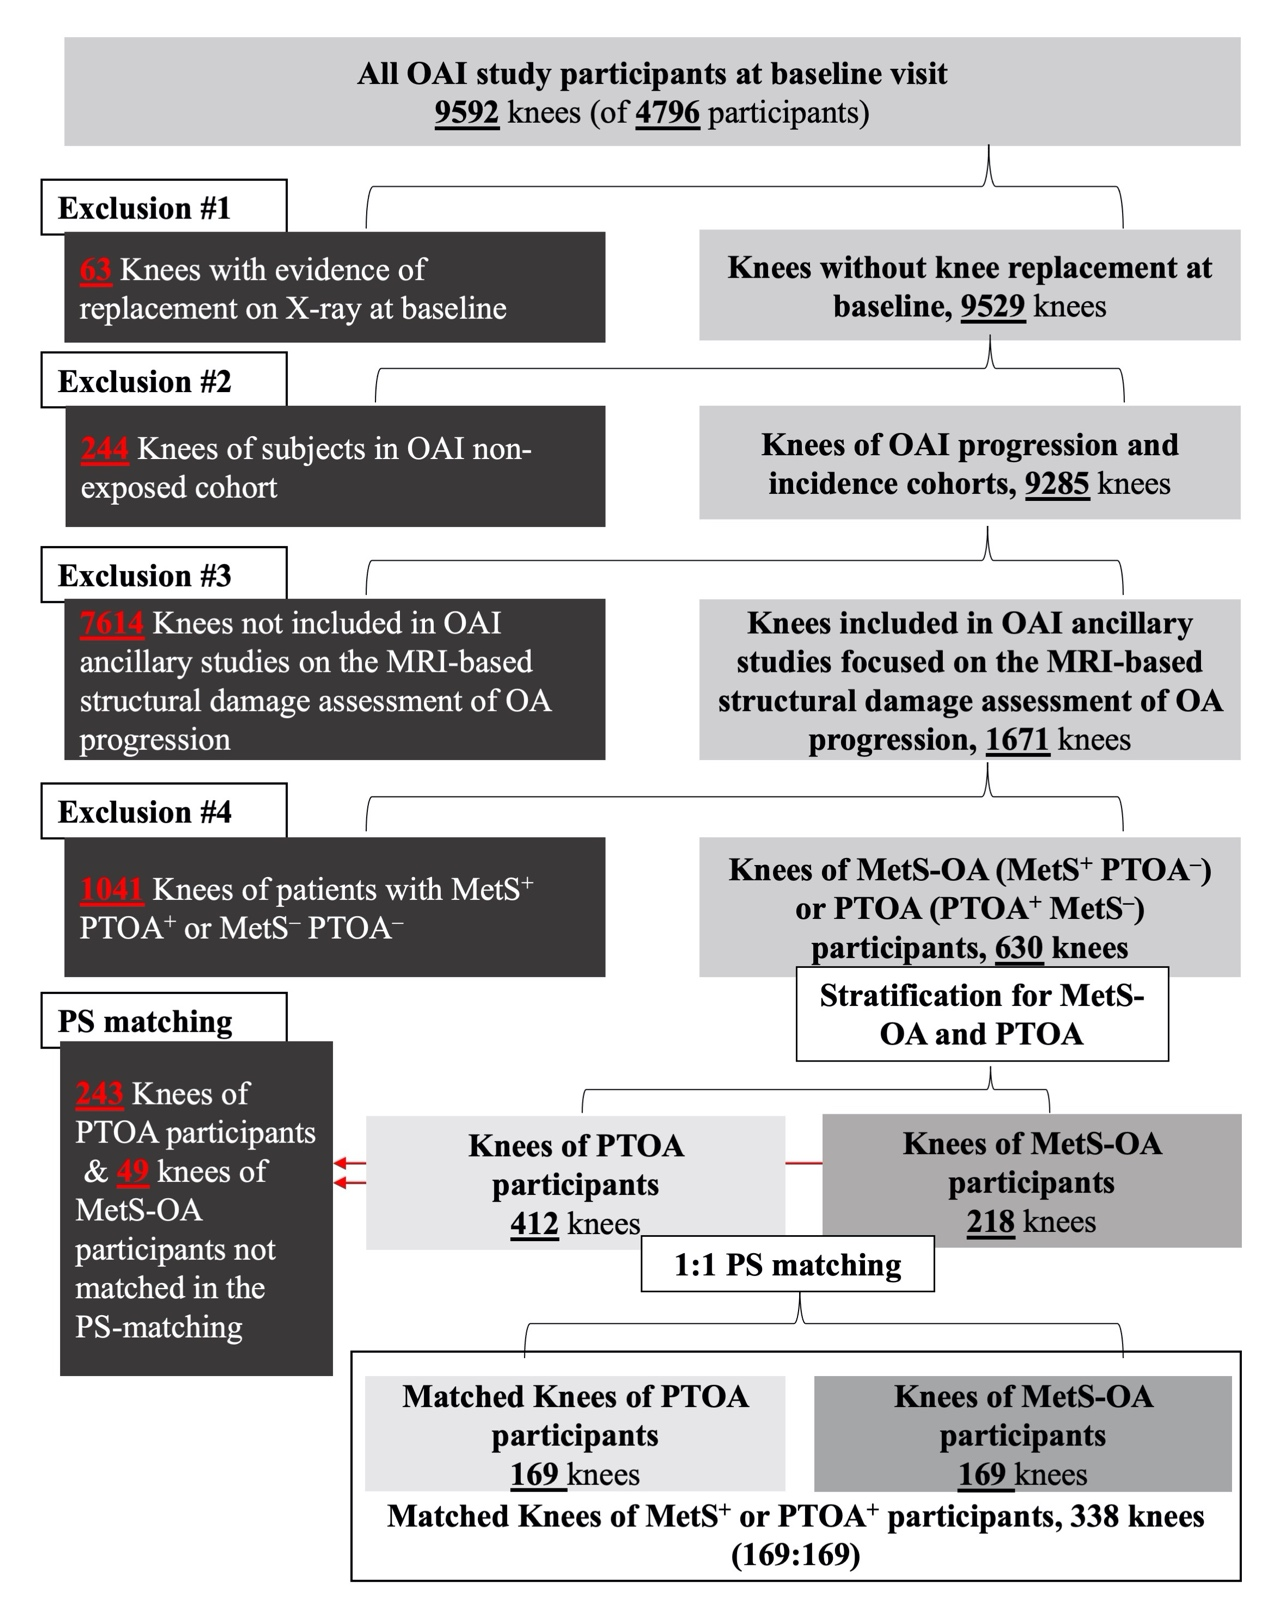 All OAI study participants at baseline visit
9592 knees (of 4796 participants)
Exclusion #1
63 Knees with evidence of
replacement on X-ray at baseline
Knees without knee replacement at
baseline, 9529 knees
Exclusion #2
244 Knees of subjects in OAI non-
exposed cohort
Knees of OAI progression and
incidence cohorts, 9285 knees
Exclusion #3
7614 Knees not included in OAI
ancillary studies on the MRI-based
structural damage assessment of OA
progression
Knees included in OAI ancillary
studies focused on the MRI-based
structural damage assessment of OA
progression, 1671 knees
Exclusion #4
1041 Knees of patients with MetS⁺
PTOA⁺ or MetS⁻ PTOA⁻
Knees of MetS-OA (MetS⁺ PTOA⁻)
or PTOA (PTOA⁺ MetS⁻)
participants, 630 knees
Stratification for MetS-
OA and PTOA
PS matching
243 Knees of
PTOA participants
& 49 knees of
MetS-OA
participants not
matched in the
PS-matching
Knees of PTOA
participants
412 knees
Knees of MetS-OA
participants
218 knees
1:1 PS matching
Matched Knees of PTOA
participants
169 knees
Knees of MetS-OA
participants
169 knees
Matched Knees of MetS⁺ or PTOA⁺ participants, 338 knees
(169:169)